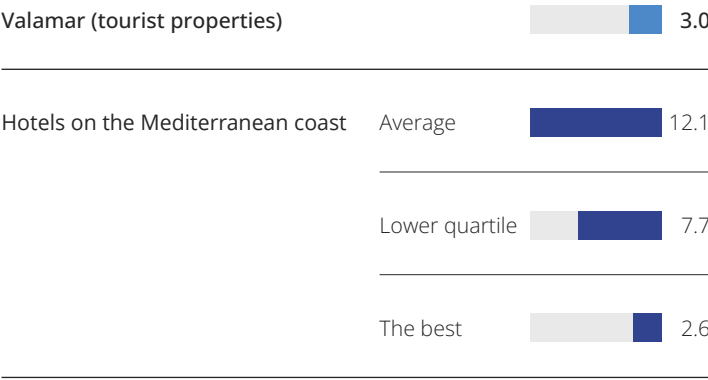 Valamar (tourist properties) 3.0
Hotels on the Mediterranean coast Average 12.1
Lower quartile 7.7
The best 2.6